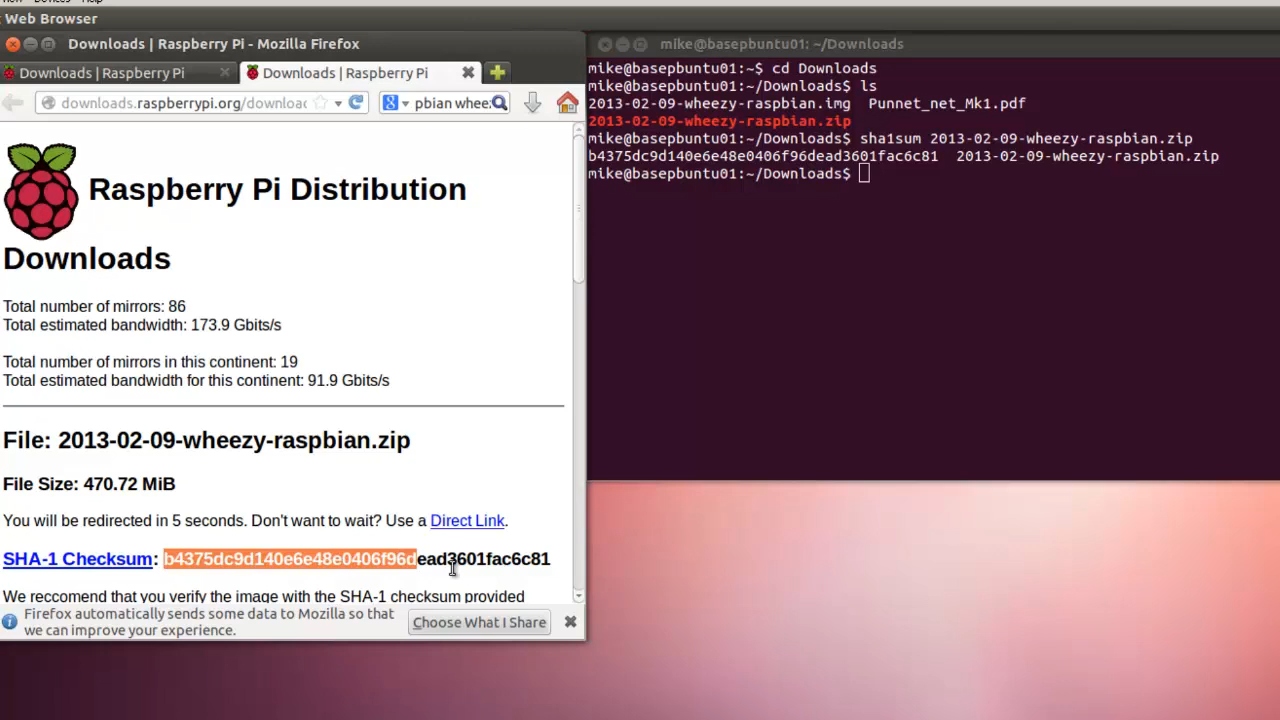 Web Browser
Downloads | Raspberry Pi - Mozilla Firefox
Downloads | Raspberry Pi
Downloads | Raspberry Pi
downloads.raspberrypi.org/downloac
pbian whee:
Raspberry Pi Distribution
Downloads
Total number of mirrors: 86
Total estimated bandwidth: 173.9 Gbits/s
Total number of mirrors in this continent: 19
Total estimated bandwidth for this continent: 91.9 Gbits/s
File: 2013-02-09-wheezy-raspbian.zip
File Size: 470.72 MiB
You will be redirected in 5 seconds. Don't want to wait? Use a Direct Link.
SHA-1 Checksum: b4375dc9d140e6e48e0406f96dead3601fac6c81
We reccomend that you verify the image with the SHA-1 checksum provided
Firefox automatically sends some data to Mozilla so that
we can improve your experience.
Choose What I Share
mike@basepbuntu01: ~/Downloads
mike@basepbuntu01:~$ cd Downloads
mike@basepbuntu01:~/Downloads$ ls
2013-02-09-wheezy-raspbian.img  Punnet_net_Mk1.pdf
2013-02-09-wheezy-raspbian.zip
mike@basepbuntu01:~/Downloads$ sha1sum 2013-02-09-wheezy-raspbian.zip
b4375dc9d140e6e48e0406f96dead3601fac6c81  2013-02-09-wheezy-raspbian.zip
mike@basepbuntu01:~/Downloads$